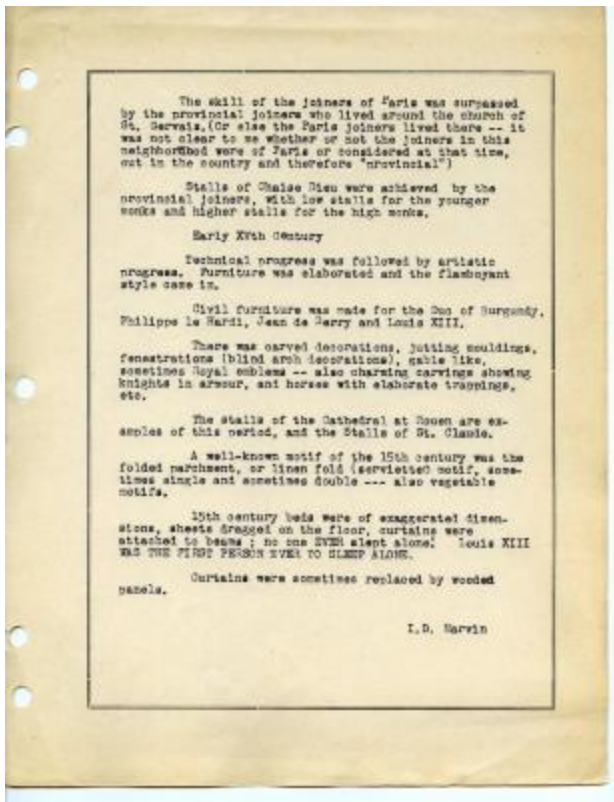 The skill of the joiners of Paris was surpassed
by the provincial joiners who lived around the church of
St. Gervais.(Or else the Paris joiners lived there -- it
was not clear to me whether or not the joiners in this
neighborhood were of Paris or considered at that time,
out in the country and therefore "provincial")
Stalls of Chaise Dieu were achieved by the
provincial joiners, with low stalls for the younger
monks and higher stalls for the high monks.
Early XVth Century
Technical progress was followed by artistic
progress. Furniture was elaborated and the flamboyant
style came in.
Civil furniture was made for the Duc of Burgundy,
Philippe le Hardi, Jean de Berry and Louis XIII.
There was carved decorations, jutting mouldings,
fenestrations (blind arch decorations), gable like,
sometimes Royal emblems -- also charming carvings showing
knights in armour, and horses with elaborate trappings,
etc.
The stalls of the Cathedral at Rouen are ex-
amples of this period, and the Stalls of St. Claude.
A well-known motif of the 15th century was the
folded parchment, or linen fold (serviette) motif, some-
times single and sometimes double --- also vegetable
motifs.
15th century beds were of exaggerated dimen-
sions, sheets dragged on the floor, curtains were
attached to beams ; no one EVER slept alone. Louis XIII
WAS THE FIRST PERSON EVER TO SLEEP ALONE.
Curtains were sometimes replaced by wooded
panels.
I.D. Marvin